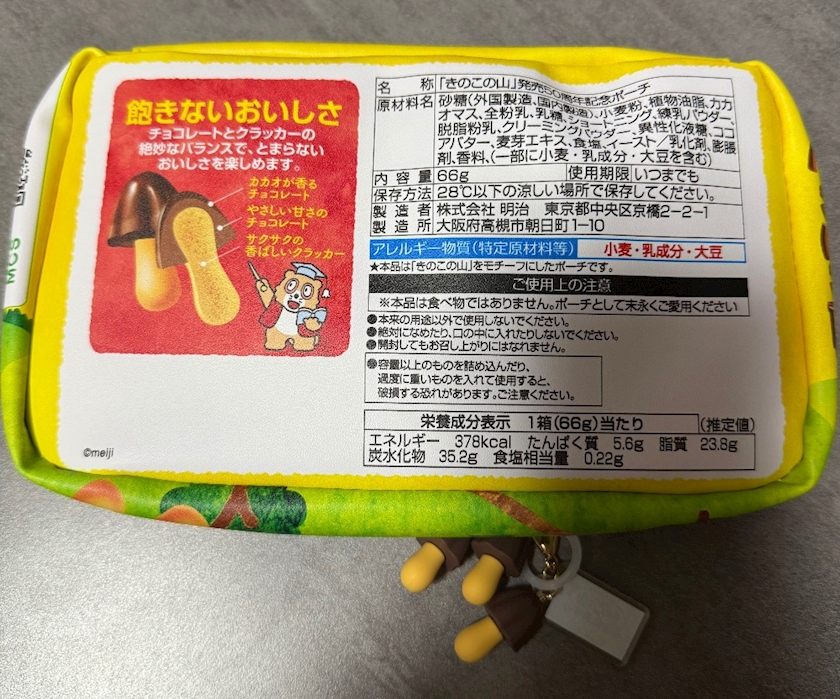 飽きないおいしさ
チョコレートとクラッカーの
絶妙なバランスで、とまらない
おいしさを楽しめます。
カカオが香る
チョコレート
やさしい甘さの
チョコレート
サクサクの
香ばしいクラッカー
©meiji
MCS
名 称 「きのこの山」発売50周年記念ポーチ
原材料名 砂糖(外国製造、国内製造)、小麦粉、植物油脂、カカ
オマス、全粉乳、乳糖、ショートニング、練乳パウダー、
脱脂粉乳、クリーミングパウダー、異性化液糖、ココ
アバター、麦芽エキス、食塩、イースト/乳化剤、膨脹
剤、香料、(一部に小麦・乳成分・大豆を含む)
内 容 量 66g 使用期限 いつまでも
保存方法 28℃以下の涼しい場所で保存してください。
製 造 者 株式会社 明治 東京都中央区京橋2-2-1
製 造 所 大阪府高槻市朝日町1-10
アレルギー物質(特定原材料等) 小麦・乳成分・大豆
★本品は「きのこの山」をモチーフにしたポーチです。
ご使用上の注意
※本品は食べ物ではありません。ポーチとして末永くご愛用ください
●本来の用途以外で使用しないでください。
●絶対になめたり、口の中に入れたりしないでください。
●開封してもお召し上がりにはなれません。
●容量以上のものを詰め込んだり、
過度に重いものを入れて使用すると、
破損する恐れがあります。ご注意ください。
栄養成分表示 1箱(66g)当たり (推定値)
エネルギー 378kcal たんぱく質 5.6g 脂質 23.8g
炭水化物 35.2g 食塩相当量 0.22g